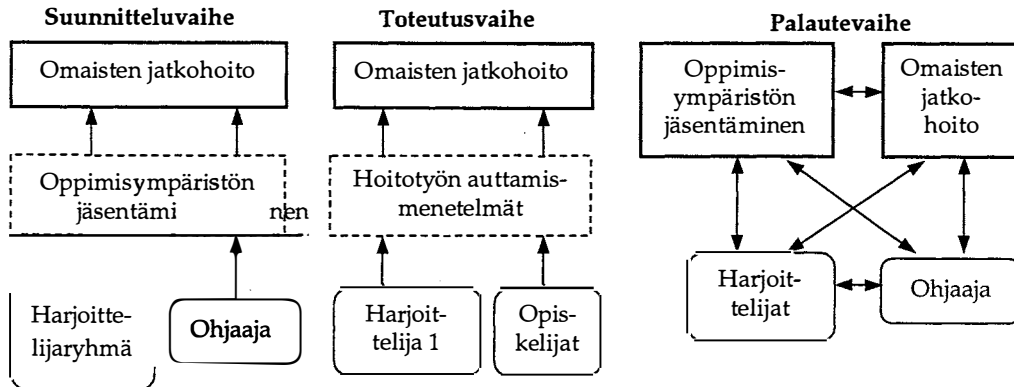 Suunnitteluvaihe
Omaisten jatkohoito
Oppimisympäristön
jäsentämi nen
Harjoitte-
lijaryhmä
Ohjaaja
Toteutusvaihe
Omaisten jatkohoito
Hoitotyön auttamis-
menetelmät
Harjoit-
telija 1
Opis-
kelijat
Palautevaihe
Oppimis-
ympäristön
jäsentäminen
Omaisten
jatko-
hoito
Harjoit-
telijat
Ohjaaja